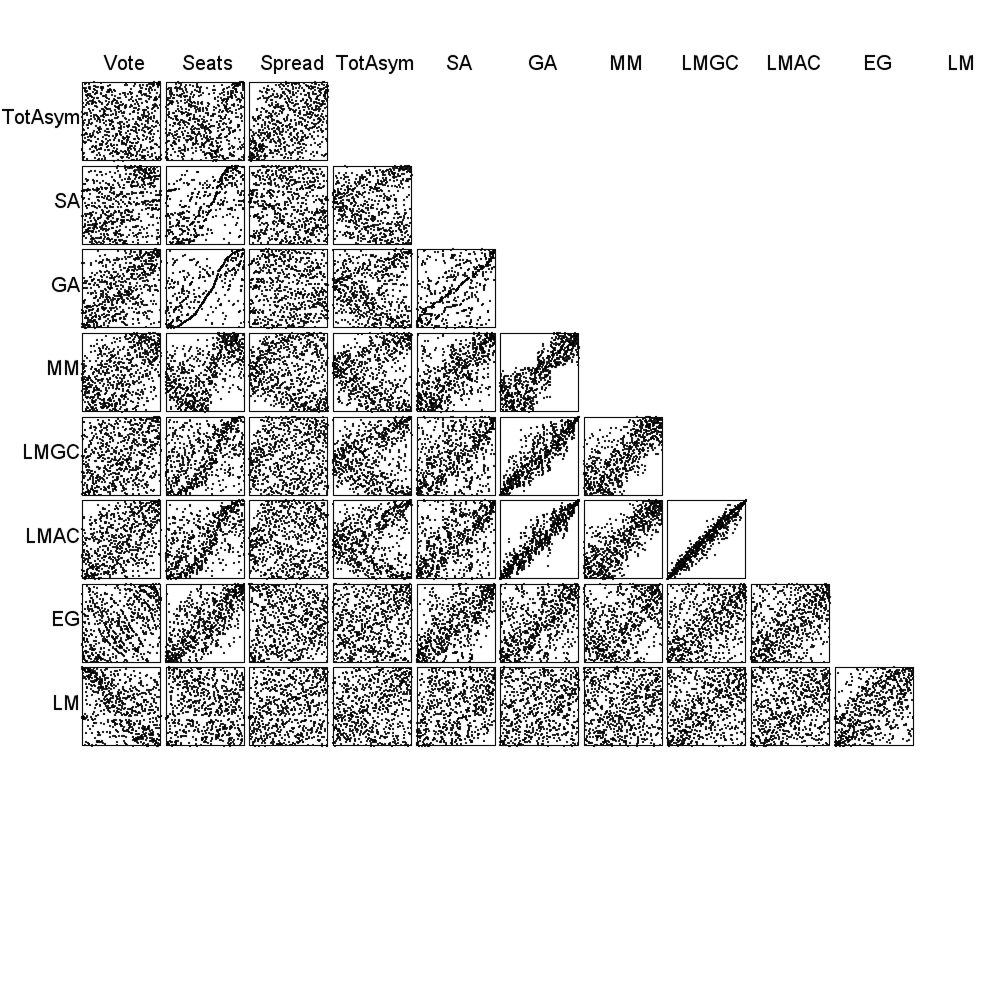 Vote Seats Spread TotAsym SA GA MM LMGC LMAC EG LM
TotAsym
SA
GA
MM
LMGC
LMAC
EG
LM